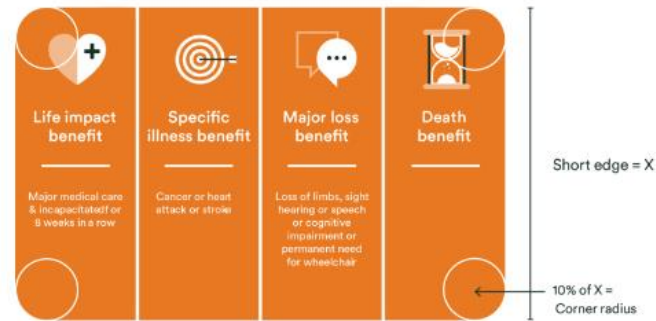 Life impact
benefit
Major medical care
& incapacitatedf or
8 weeks in a row
Specific
illness benefit
Cancer or heart
attack or stroke
Major loss
benefit
Loss of limbs, sight
hearing or speech
or cognitive
impairment or
permanent need
for wheelchair
Death
benefit
Short edge = X
10% of X =
Corner radius